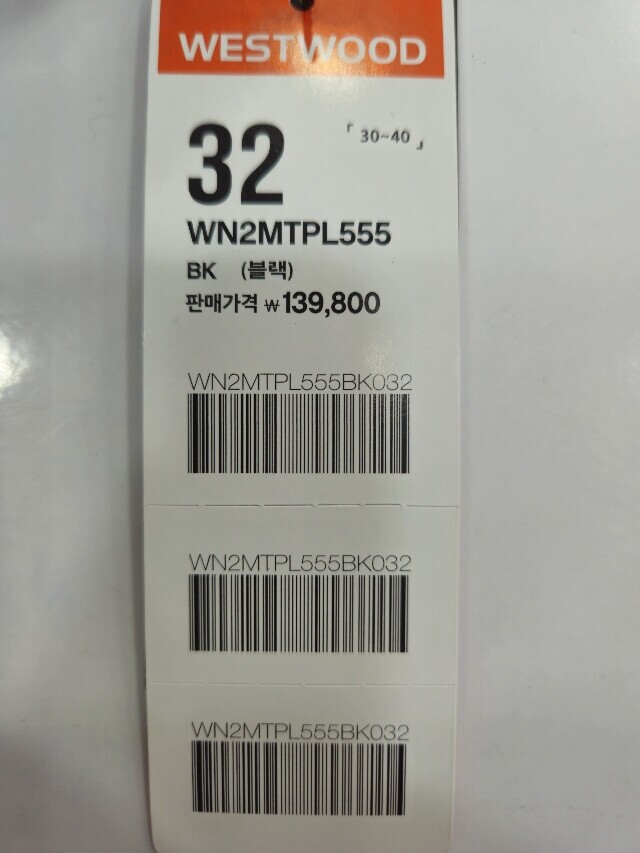 WESTWOOD
32 「30~40」
WN2MTPL555
BK (블랙)
판매가격 ₩139,800
WN2MTPL555BK032
WN2MTPL555BK032
WN2MTPL555BK032